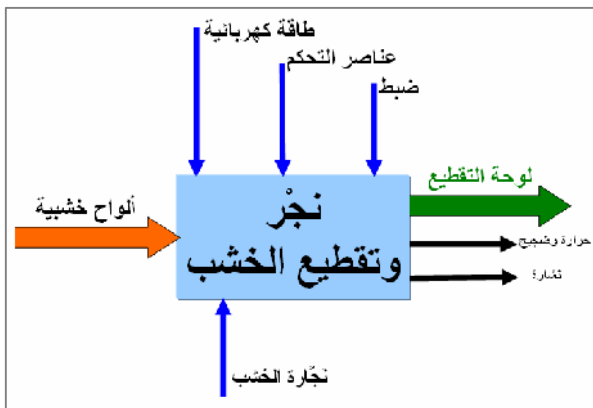 طاقة كهربائية
عناصر التحكم
ضبط
ألواح خشبية
نجْر
وتقطيع الخشب
لوحة التقطيع
حرارة وضجيج
نشارة
نجّارة الخشب